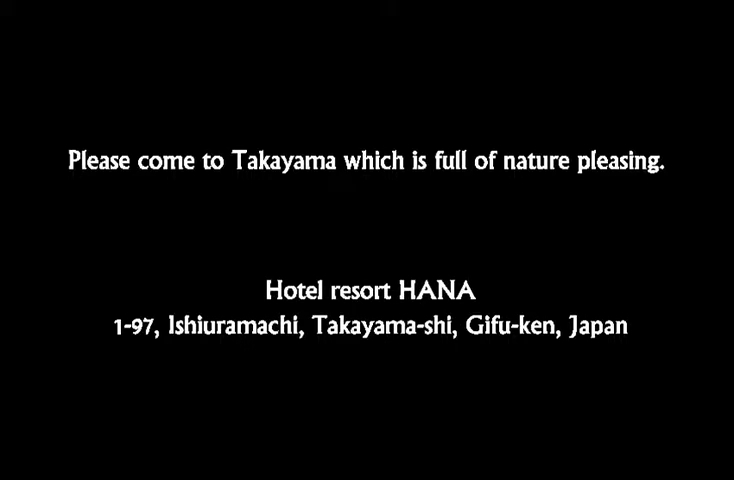 Please come to Takayama which is full of nature pleasing.
Hotel resort HANA
1-97, Ishiuramachi, Takayama-shi, Gifu-ken, Japan